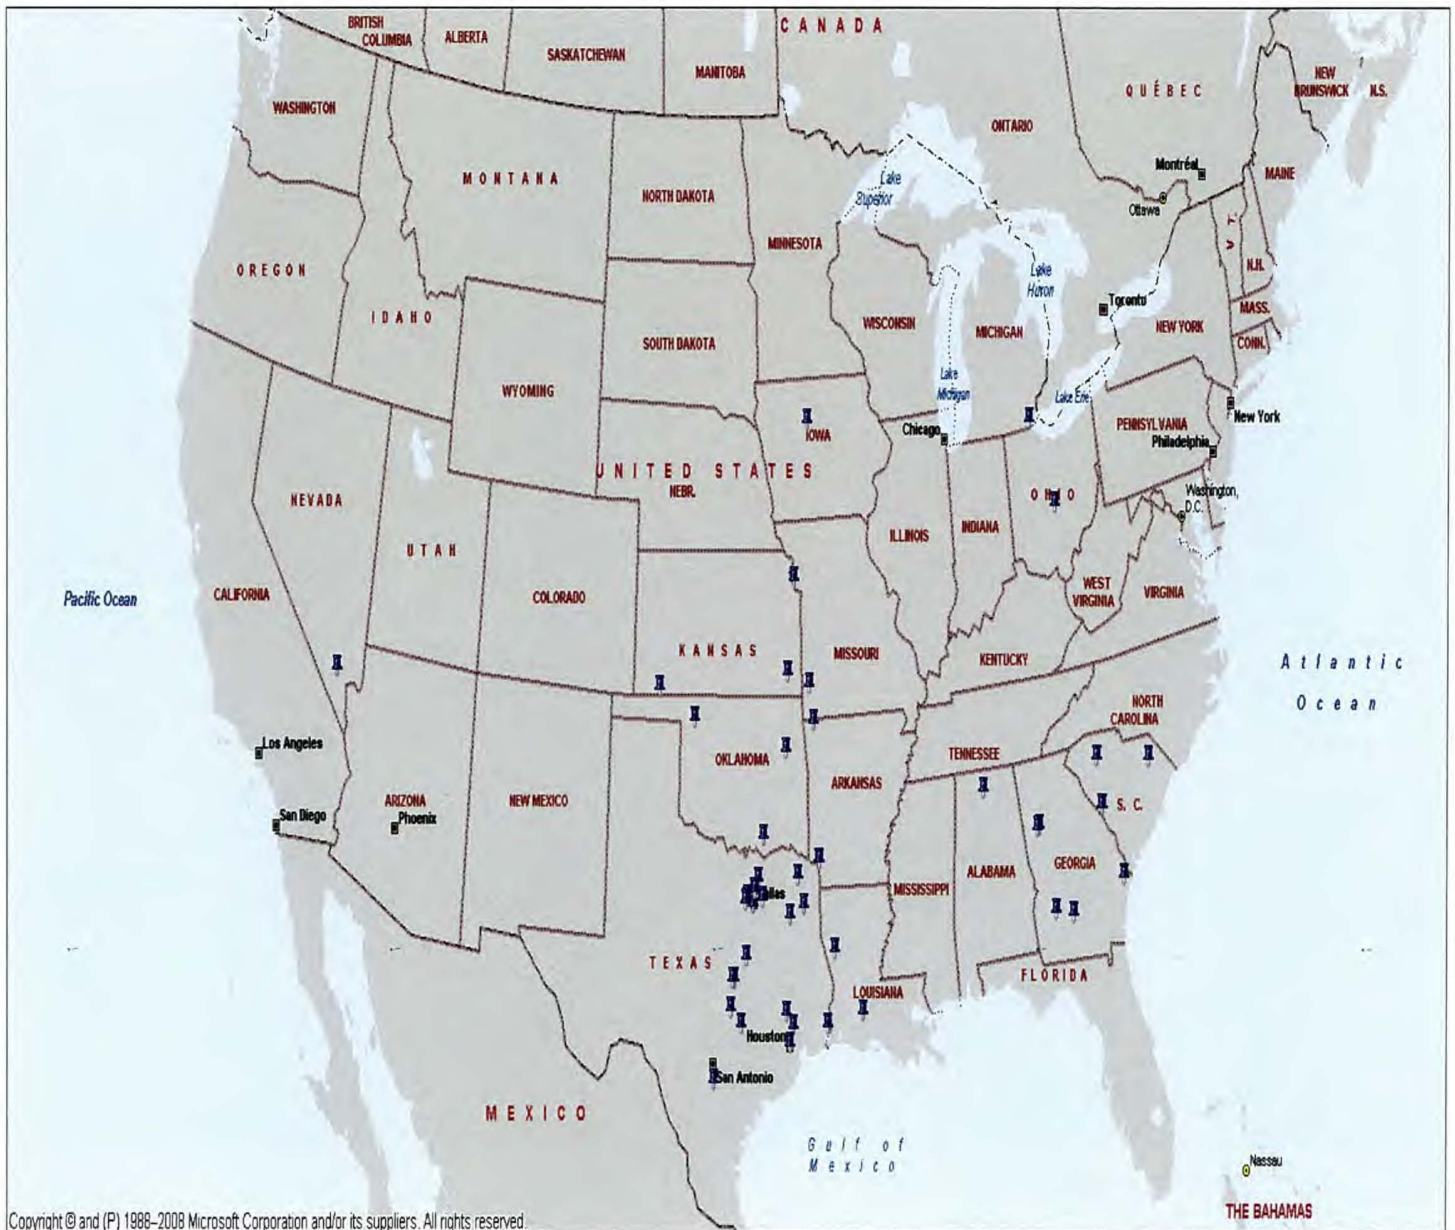 BRITISH
COLUMBIA
ALBERTA
SASKATCHEWAN
MANITOBA
CANADA
ONTARIO
QUÉBEC
NEW
BRUNSWICK
N.S.
WASHINGTON
MONTANA
NORTH DAKOTA
MINNESOTA
Lake
Superior
Montréal
Ottawa
MAINE
V T.
N.H.
OREGON
IDAHO
SOUTH DAKOTA
WISCONSIN
MICHIGAN
Lake
Huron
Toronto
NEW YORK
MASS.
CONN.
WYOMING
Lake
Michigan
Lake Erie
IOWA
Chicago
PENNSYLVANIA
Philadelphia
New York
UNITED STATES
NEBR.
NEVADA
UTAH
COLORADO
ILLINOIS
INDIANA
OHIO
Washington,
D.C.
WEST
VIRGINIA
VIRGINIA
Pacific Ocean
CALIFORNIA
KANSAS
MISSOURI
KENTUCKY
Atlantic
Ocean
NORTH
CAROLINA
Los Angeles
San Diego
ARIZONA
Phoenix
NEW MEXICO
OKLAHOMA
ARKANSAS
TENNESSEE
S. C.
MISSISSIPPI
ALABAMA
GEORGIA
Dallas
TEXAS
LOUISIANA
FLORIDA
Houston
San Antonio
MEXICO
Gulf of
Mexico
Nassau
THE BAHAMAS
Copyright © and (P) 1988–2008 Microsoft Corporation and/or its suppliers. All rights reserved.